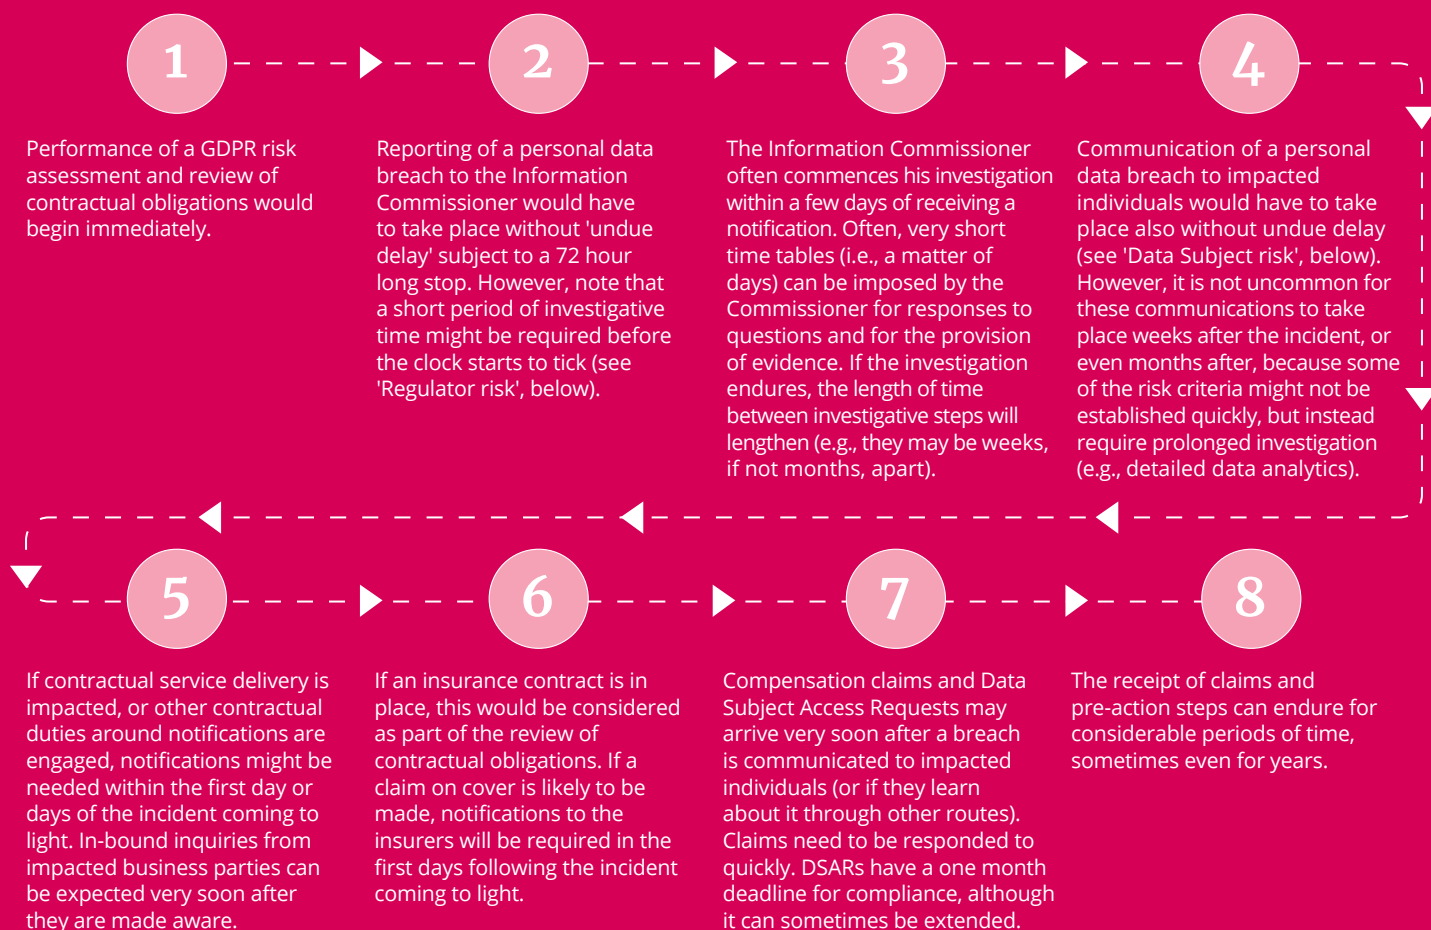 1
Performance of a GDPR risk
assessment and review of
contractual obligations would
begin immediately.
2
Reporting of a personal data
breach to the Information
Commissioner would have
to take place without 'undue
delay' subject to a 72 hour
long stop. However, note that
a short period of investigative
time might be required before
the clock starts to tick (see
'Regulator risk', below).
3
The Information Commissioner
often commences his investigation
within a few days of receiving a
notification. Often, very short
time tables (i.e., a matter of
days) can be imposed by the
Commissioner for responses to
questions and for the provision
of evidence. If the investigation
endures, the length of time
between investigative steps will
lengthen (e.g., they may be weeks,
if not months, apart).
4
Communication of a personal
data breach to impacted
individuals would have to take
place also without undue delay
(see 'Data Subject risk', below).
However, it is not uncommon for
these communications to take
place weeks after the incident, or
even months after, because some
of the risk criteria might not be
established quickly, but instead
require prolonged investigation
(e.g., detailed data analytics).
5
If contractual service delivery is
impacted, or other contractual
duties around notifications are
engaged, notifications might be
needed within the first day or
days of the incident coming to
light. In-bound inquiries from
impacted business parties can
be expected very soon after
they are made aware.
6
If an insurance contract is in
place, this would be considered
as part of the review of
contractual obligations. If a
claim on cover is likely to be
made, notifications to the
insurers will be required in the
first days following the incident
coming to light.
7
Compensation claims and Data
Subject Access Requests may
arrive very soon after a breach
is communicated to impacted
individuals (or if they learn
about it through other routes).
Claims need to be responded to
quickly. DSARs have a one month
deadline for compliance, although
it can sometimes be extended.
8
The receipt of claims and
pre-action steps can endure for
considerable periods of time,
sometimes even for years.